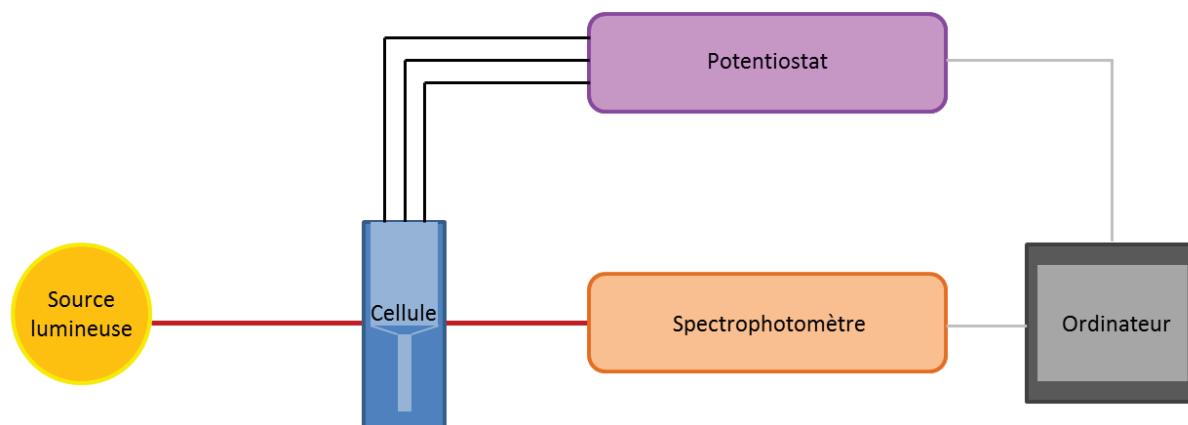 Potentiostat
Source
lumineuse
Cellule
Spectrophotomètre
Ordinateur